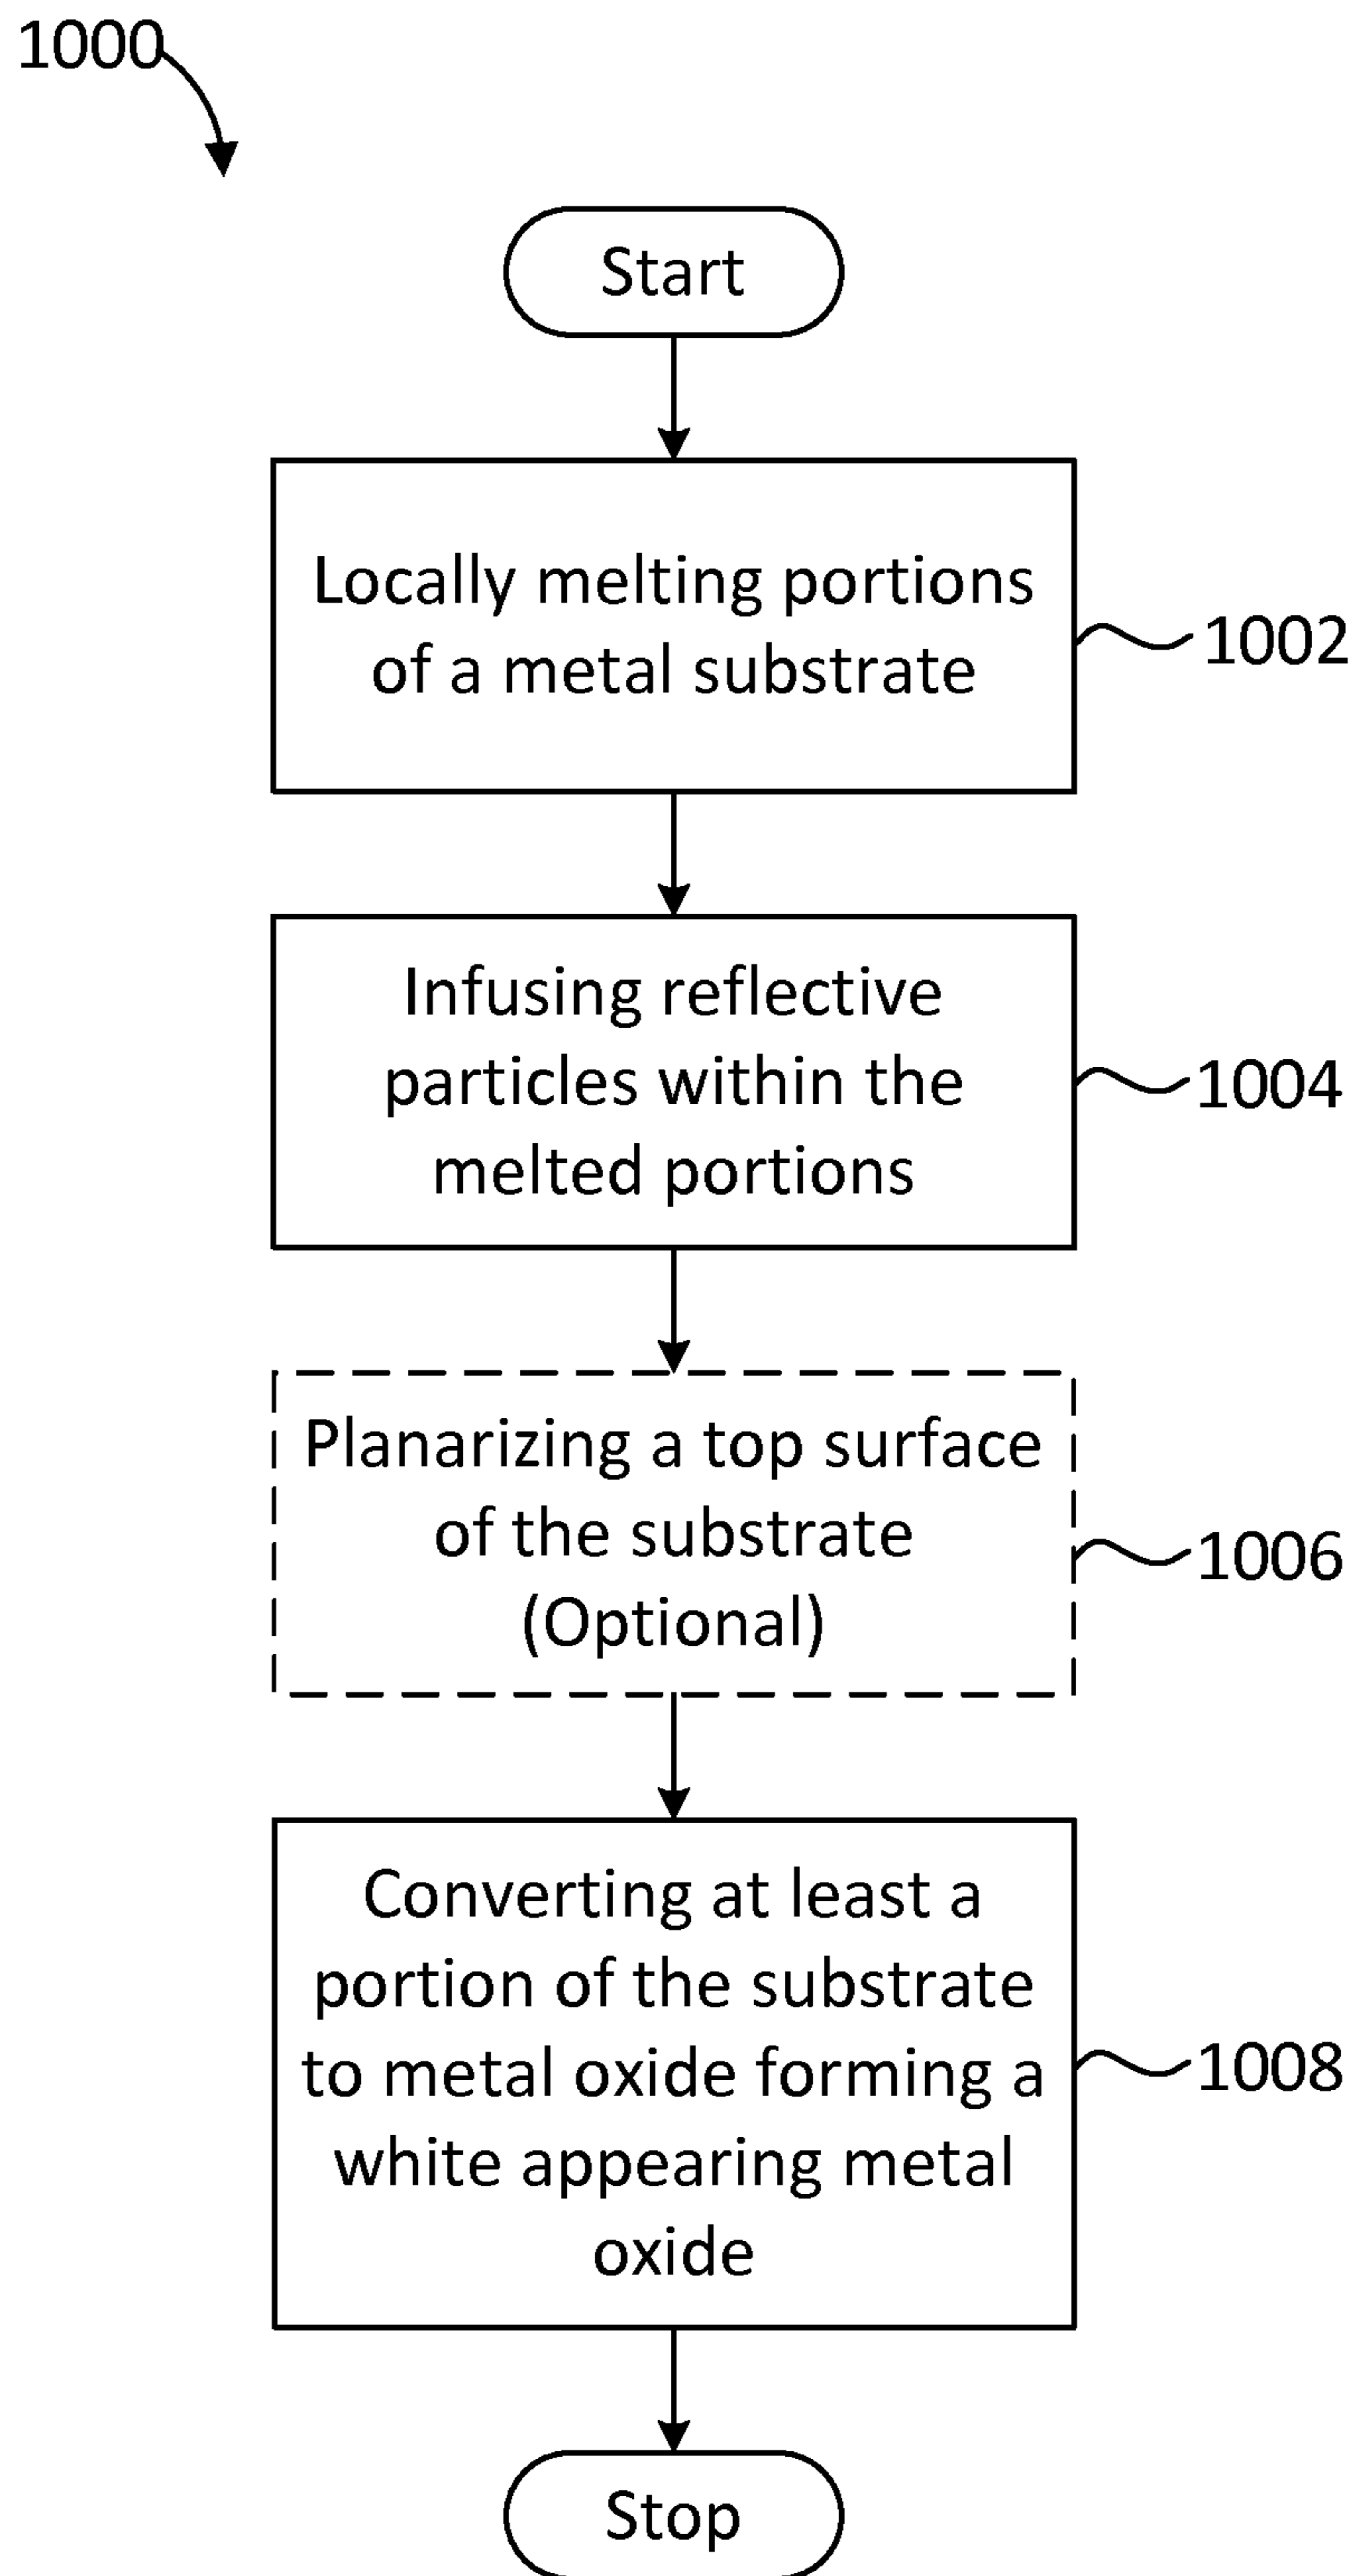 1000
Start
Locally melting portions
of a metal substrate
1002
Infusing reflective
particles within the
melted portions
1004
Planarizing a top surface
of the substrate
(Optional)
1006
Converting at least a
portion of the substrate
to metal oxide forming a
white appearing metal
oxide
1008
Stop